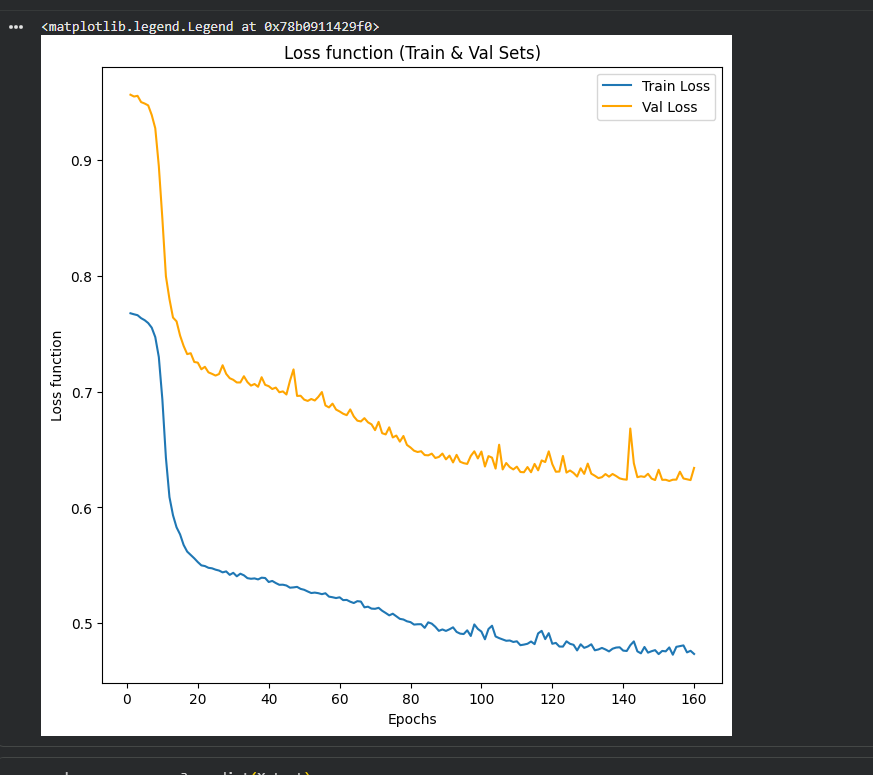 <matplotlib.legend.Legend at 0x78b0911429f0>
Loss function (Train & Val Sets)
Train Loss
Val Loss
0.9
0.8
0.7
0.6
0.5
Loss function
0 20 40 60 80 100 120 140 160
Epochs